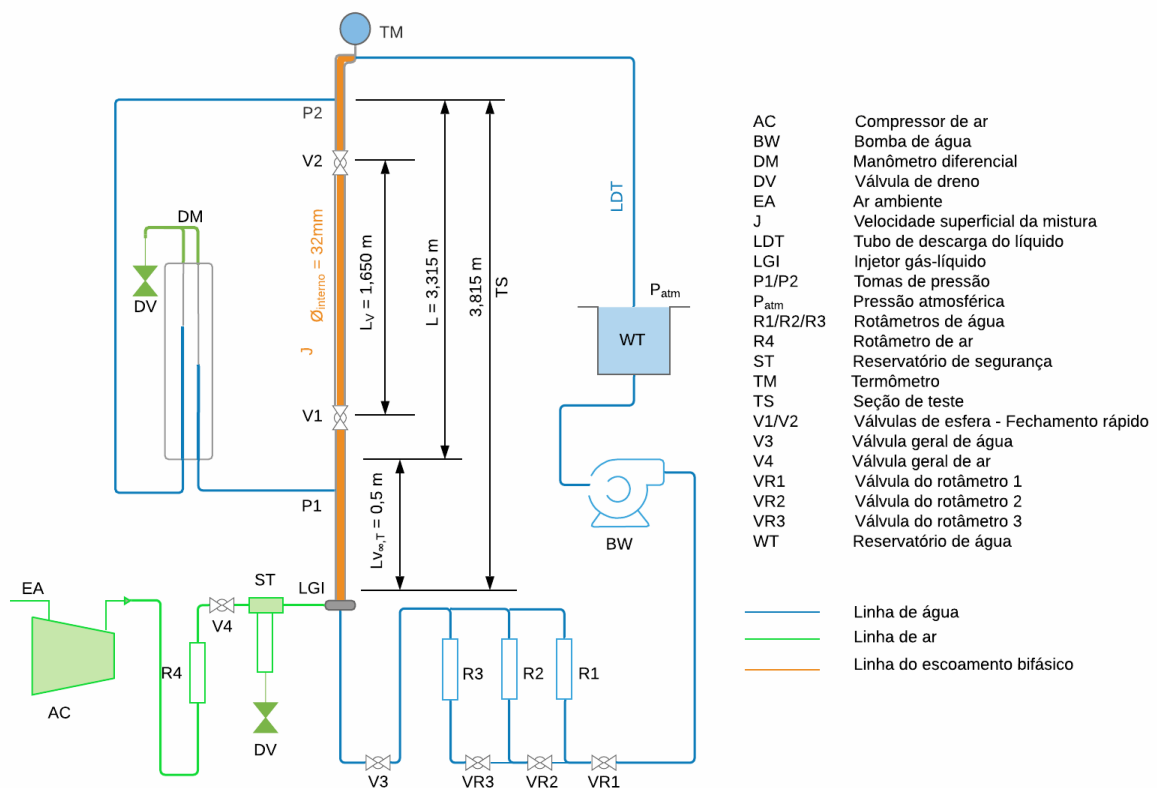 TM
P2
V2
DM
DV
Øinterno = 32mm
J
LV = 1,650 m
L = 3,315 m
3,815 m
TS
LDT
Patm
WT
V1
P1
Lv∞,T = 0,5 m
BW
EA
ST
LGI
V4
R4
AC
DV
R3
R2
R1
V3
VR3
VR2
VR1
AC Compressor de ar
BW Bomba de água
DM Manômetro diferencial
DV Válvula de dreno
EA Ar ambiente
J Velocidade superficial da mistura
LDT Tubo de descarga do líquido
LGI Injetor gás-líquido
P1/P2 Tomas de pressão
Patm Pressão atmosférica
R1/R2/R3 Rotâmetros de água
R4 Rotâmetro de ar
ST Reservatório de segurança
TM Termômetro
TS Seção de teste
V1/V2 Válvulas de esfera - Fechamento rápido
V3 Válvula geral de água
V4 Válvula geral de ar
VR1 Válvula do rotâmetro 1
VR2 Válvula do rotâmetro 2
VR3 Válvula do rotâmetro 3
WT Reservatório de água
Linha de água
Linha de ar
Linha do escoamento bifásico